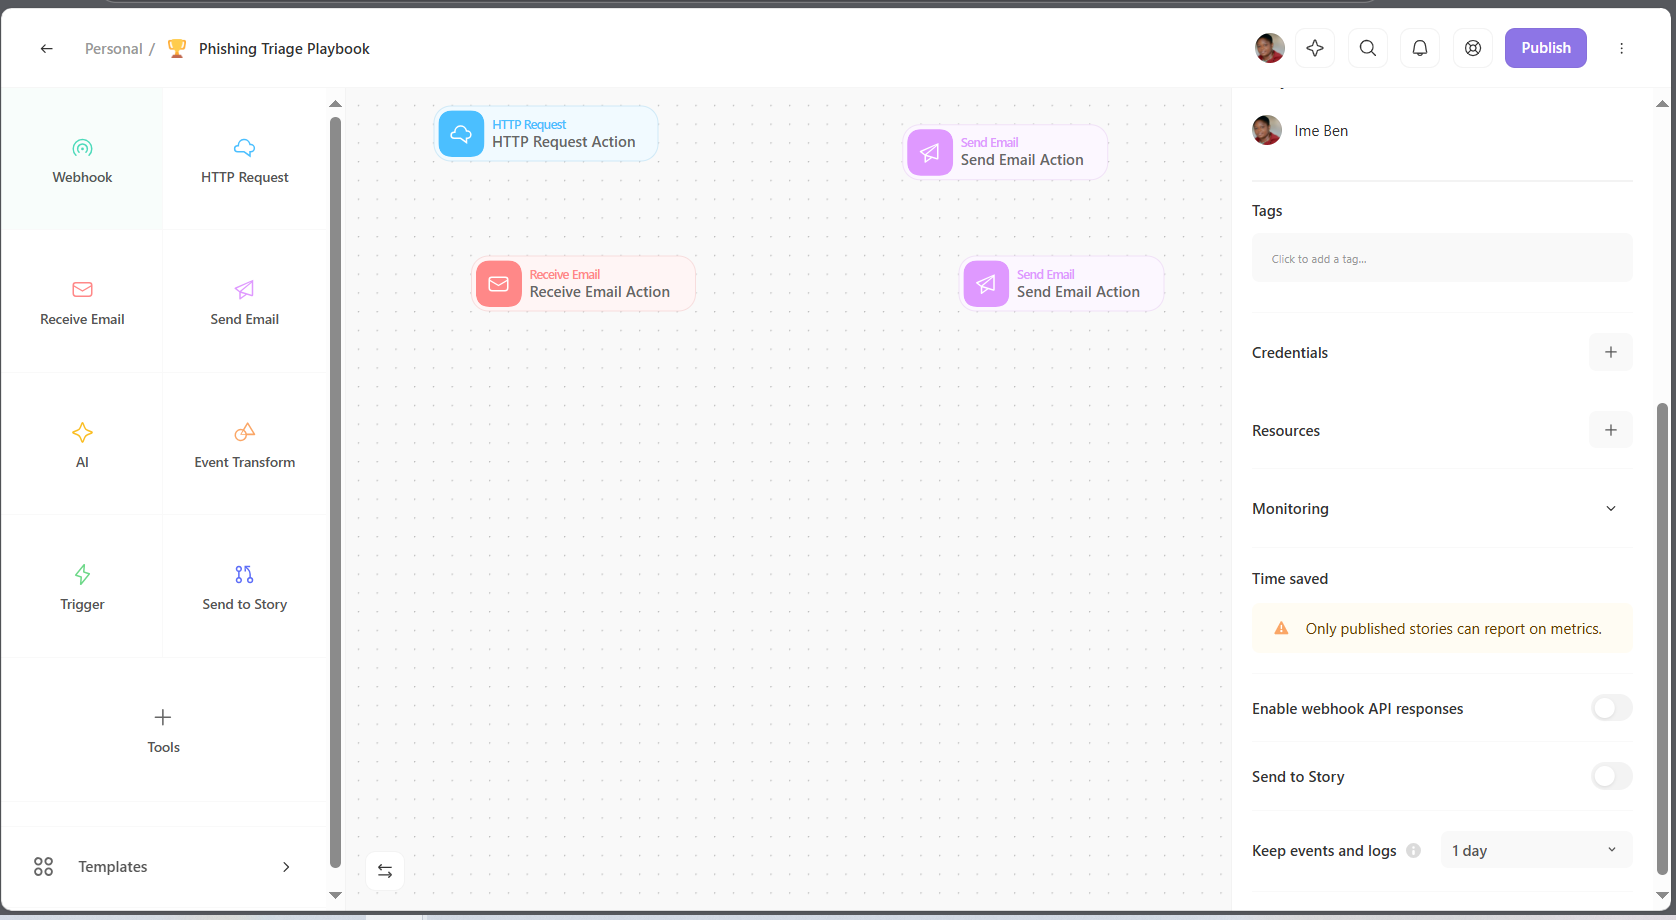 Personal / 🏆 Phishing Triage Playbook
Publish
Webhook
HTTP Request
Receive Email
Send Email
AI
Event Transform
Trigger
Send to Story
Tools
Templates
HTTP Request
HTTP Request Action
Send Email
Send Email Action
Receive Email
Receive Email Action
Send Email
Send Email Action
Ime Ben
Tags
Click to add a tag...
Credentials
Resources
Monitoring
Time saved
Only published stories can report on metrics.
Enable webhook API responses
Send to Story
Keep events and logs
1 day